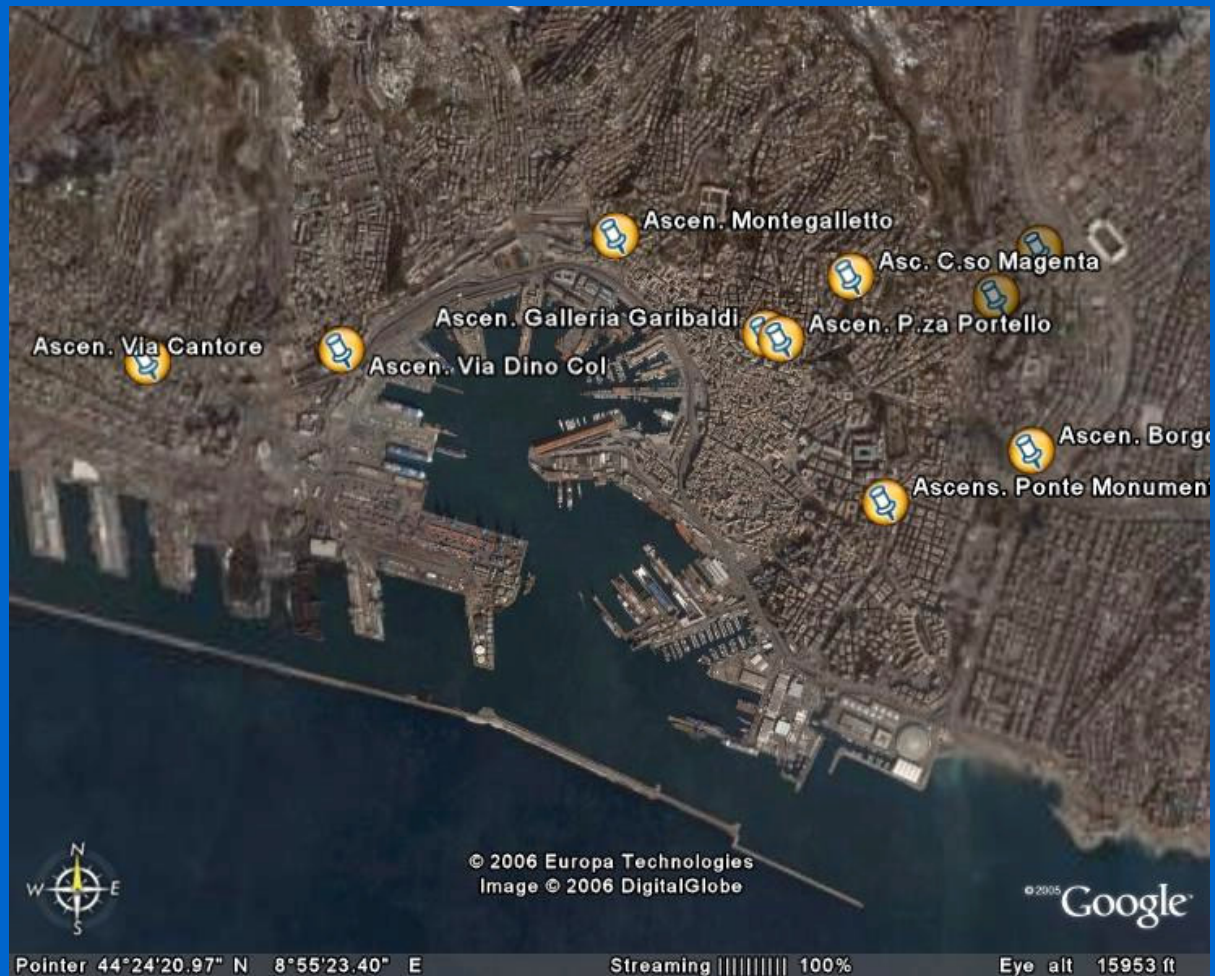 Ascen. Montegalletto
Asc. C.so Magenta
Ascen. Galleria Garibaldi
Ascen. P.za Portello
Ascen. Via Cantore
Ascen. Via Dino Col
Ascen. Borgo
Ascens. Ponte Monument
N
W E
S
© 2006 Europa Technologies
Image © 2006 DigitalGlobe
© 2005 Google
Pointer 44°24'20.97" N 8°55'23.40" E Streaming |||||||||| 100% Eye alt 15953 ft